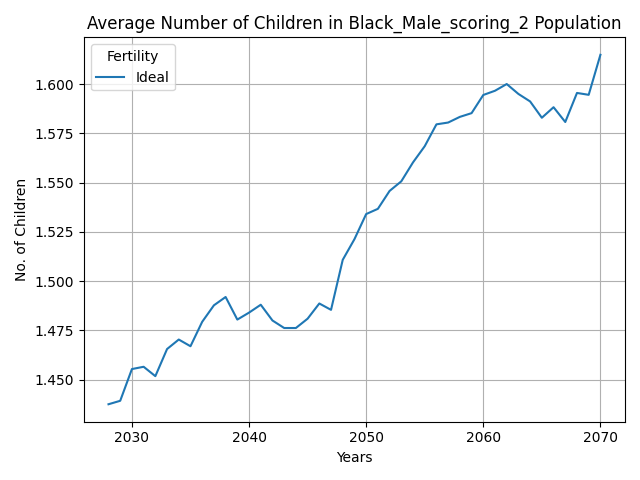 Average Number of Children in Black_Male_scoring_2 Population
Fertility
Ideal
No. of Children
1.600
1.575
1.550
1.525
1.500
1.475
1.450
2030 2040 2050 2060 2070
Years